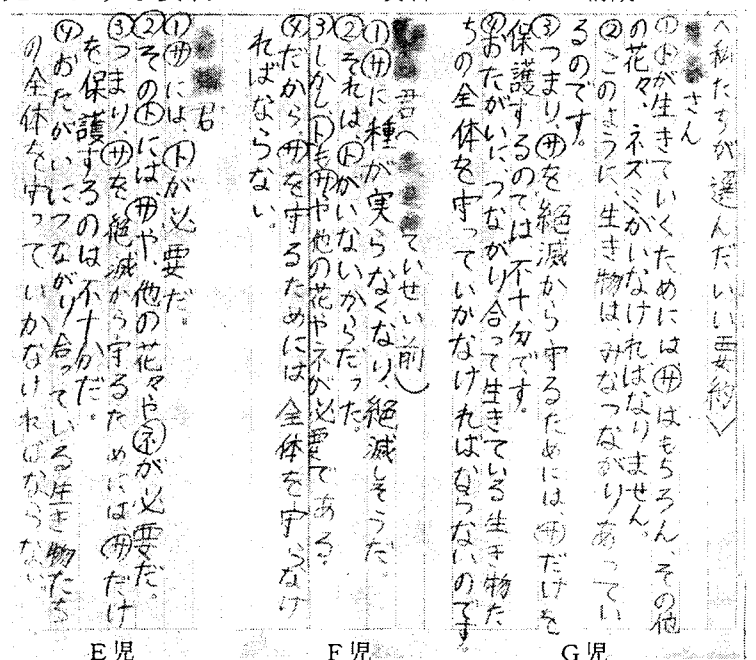 〈私たちが選んだいい要約〉
さん
①トが生きていくためには㋚はもちろん、その他
の花々、ネズミがいなければなりません。
②このように、生き物は、みなつながりあってい
るのです。
③つまり、㋚を絶滅から守るためには、㋚だけを
保護するのでは不十分です。
④おたがいに、つながり合って生きている生き物た
ちの全体を守っていかなければならないのです。
君へ ていせい前)
①㋚に種が実らなくなり、絶滅しそうだ。
②それは、㋣がいないからだった。
③しかし、㋣も㋚や他の花やネが必要である。
④だから、㋚を守るためには全体を守らなけ
ればならない。
君
①㋚には、㋣が必要だ。
②その㋣には㋚や、他の花々や㋧が必要だ。
③つまり、㋚を絶滅から守るためには㋚だけ
を保護するのは不十分だ。
④おたがいにつながり合っている生き物たち
の全体を守っていかなければならない。
E児
F児
G児